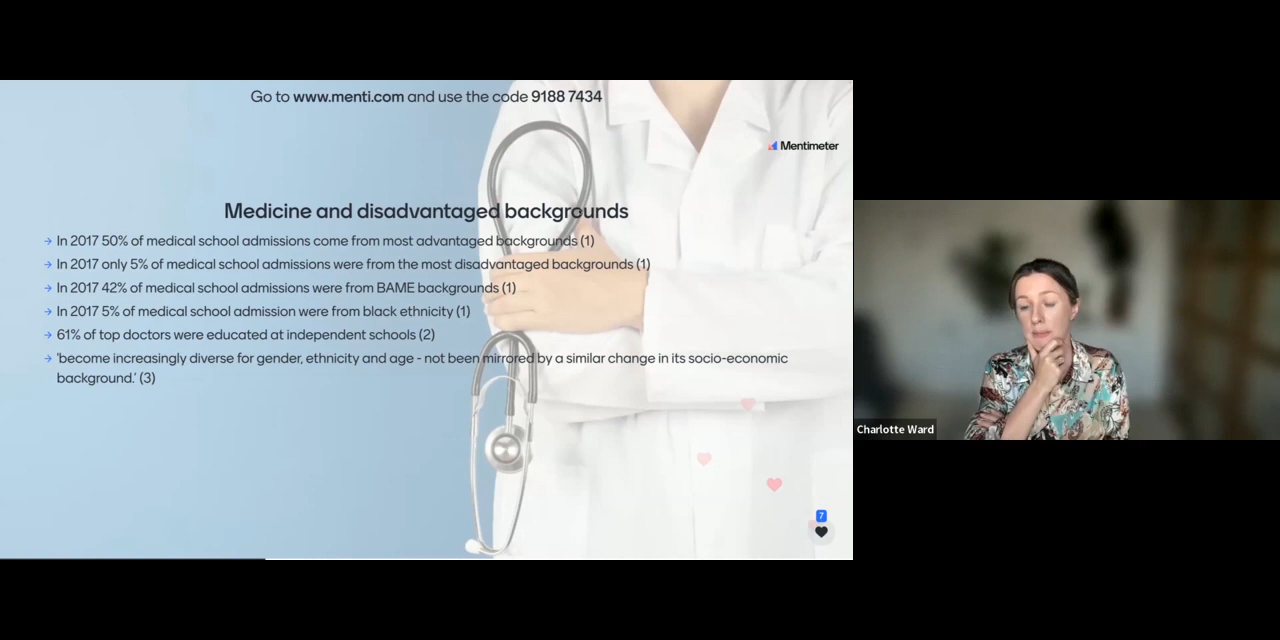 Go to www.menti.com and use the code 9188 7434
Mentimeter
Medicine and disadvantaged backgrounds
→ In 2017 50% of medical school admissions come from most advantaged backgrounds (1)
→ In 2017 only 5% of medical school admissions were from the most disadvantaged backgrounds (1)
→ In 2017 42% of medical school admissions were from BAME backgrounds (1)
→ In 2017 5% of medical school admission were from black ethnicity (1)
→ 61% of top doctors were educated at independent schools (2)
→ 'become increasingly diverse for gender, ethnicity and age - not been mirrored by a similar change in its socio-economic
background.' (3)
7
Charlotte Ward